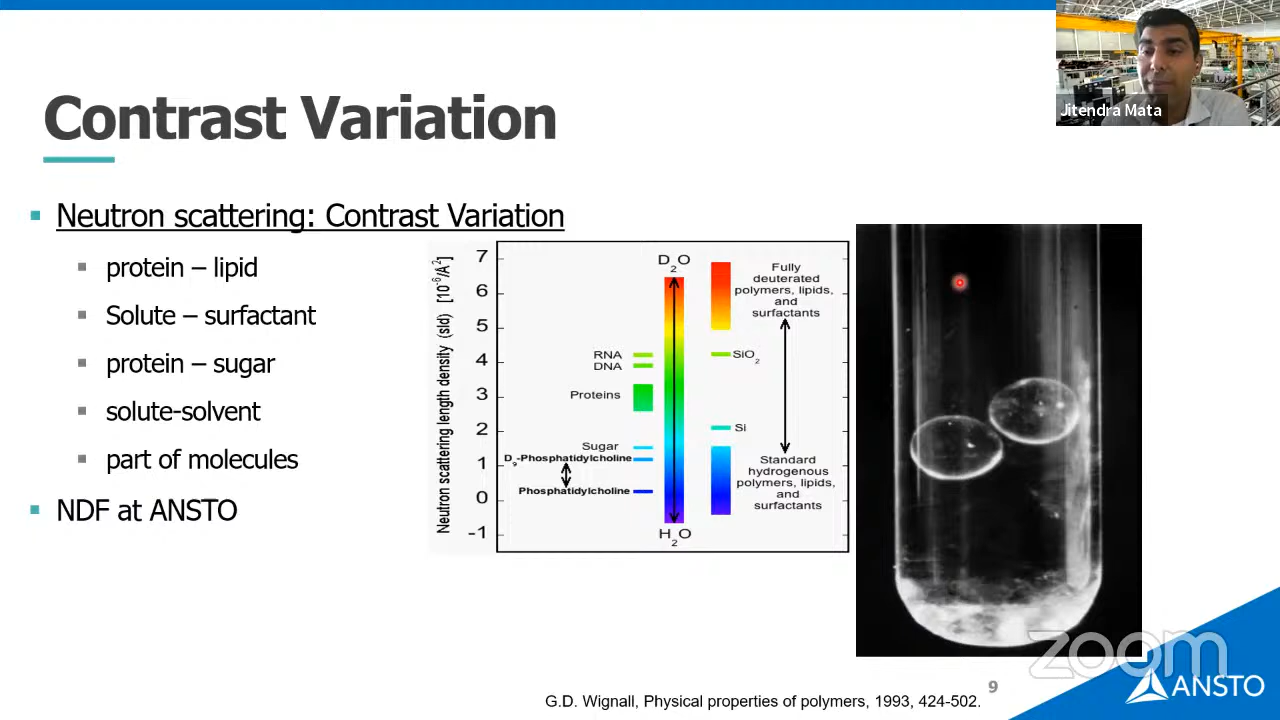 Jitendra Mata
Contrast Variation
▪ Neutron scattering: Contrast Variation
▪ protein – lipid
▪ Solute – surfactant
▪ protein – sugar
▪ solute-solvent
▪ part of molecules
▪ NDF at ANSTO
Neutron scattering length density (sld) [10⁻⁶/Å²]
7
6
5
4
3
2
1
0
-1
D₂O
RNA
DNA
Proteins
Sugar
D₉-Phosphatidylcholine
Phosphatidylcholine
H₂O
Fully
deuterated
polymers, lipids,
and
surfactants
SiO₂
Si
Standard
hydrogenous
polymers, lipids,
and
surfactants
zoom
9
ANSTO
G.D. Wignall, Physical properties of polymers, 1993, 424-502.